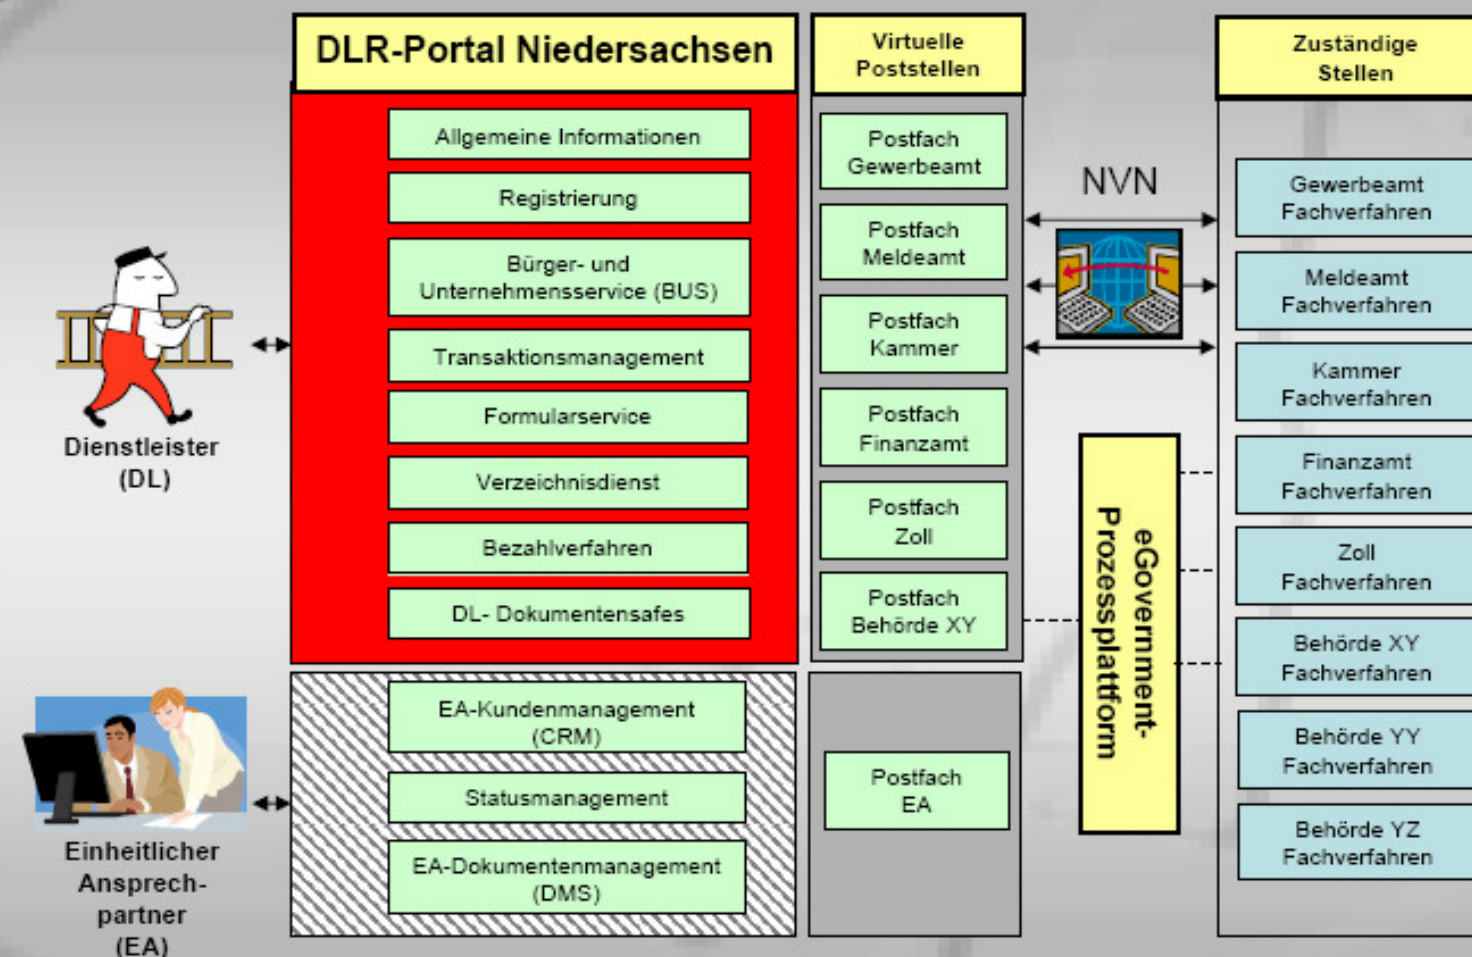 DLR-Portal Niedersachsen
Allgemeine Informationen
Registrierung
Bürger- und
Unternehmensservice (BUS)
Transaktionsmanagement
Formularservice
Verzeichnisdienst
Bezahlverfahren
DL- Dokumentensafes
EA-Kundenmanagement
(CRM)
Statusmanagement
EA-Dokumentenmanagement
(DMS)
Dienstleister
(DL)
Einheitlicher
Ansprech-
partner
(EA)
Virtuelle
Poststellen
Postfach
Gewerbeamt
Postfach
Meldeamt
Postfach
Kammer
Postfach
Finanzamt
Postfach
Zoll
Postfach
Behörde XY
Postfach
EA
NVN
eGovernment-
Prozessplattform
Zuständige
Stellen
Gewerbeamt
Fachverfahren
Meldeamt
Fachverfahren
Kammer
Fachverfahren
Finanzamt
Fachverfahren
Zoll
Fachverfahren
Behörde XY
Fachverfahren
Behörde YY
Fachverfahren
Behörde YZ
Fachverfahren